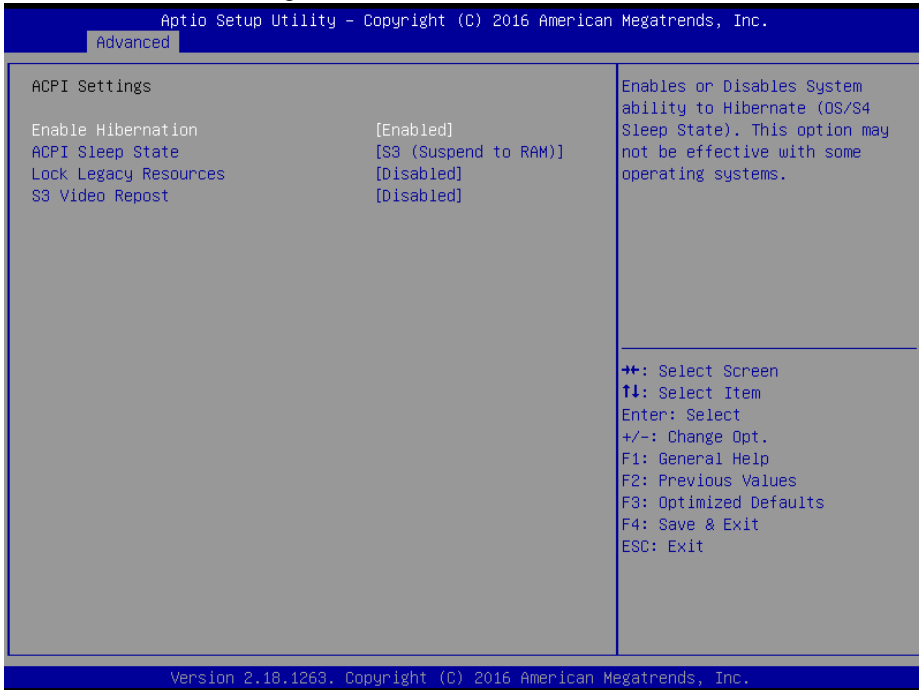 Aptio Setup Utility – Copyright (C) 2016 American Megatrends, Inc.
Advanced
ACPI Settings
Enable Hibernation [Enabled]
ACPI Sleep State [S3 (Suspend to RAM)]
Lock Legacy Resources [Disabled]
S3 Video Repost [Disabled]
Enables or Disables System
ability to Hibernate (OS/S4
Sleep State). This option may
not be effective with some
operating systems.
→←: Select Screen
↑↓: Select Item
Enter: Select
+/-: Change Opt.
F1: General Help
F2: Previous Values
F3: Optimized Defaults
F4: Save & Exit
ESC: Exit
Version 2.18.1263. Copyright (C) 2016 American Megatrends, Inc.